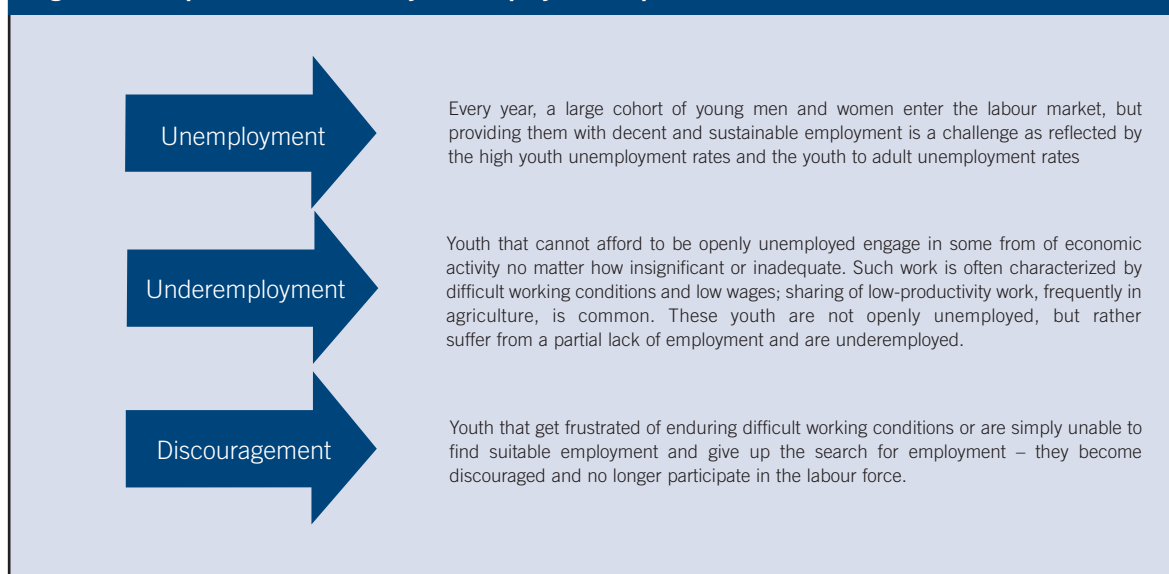 Unemployment
Every year, a large cohort of young men and women enter the labour market, but
providing them with decent and sustainable employment is a challenge as reflected by
the high youth unemployment rates and the youth to adult unemployment rates
Underemployment
Youth that cannot afford to be openly unemployed engage in some from of economic
activity no matter how insignificant or inadequate. Such work is often characterized by
difficult working conditions and low wages; sharing of low-productivity work, frequently in
agriculture, is common. These youth are not openly unemployed, but rather
suffer from a partial lack of employment and are underemployed.
Discouragement
Youth that get frustrated of enduring difficult working conditions or are simply unable to
find suitable employment and give up the search for employment – they become
discouraged and no longer participate in the labour force.